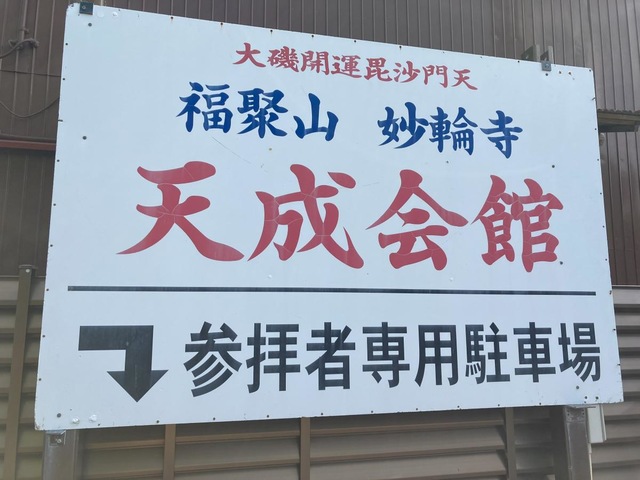 大磯開運毘沙門天
福聚山 妙輪寺
天成会館
参拝者専用駐車場